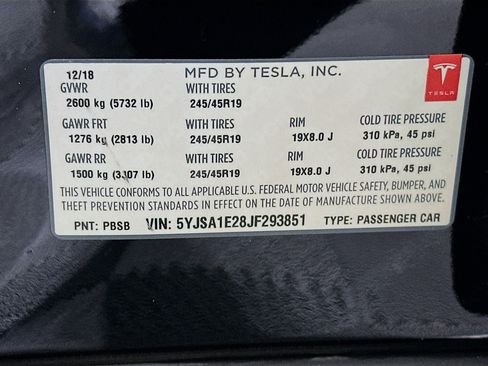 12/18 MFD BY TESLA, INC.
TESLA
GVWR WITH TIRES
2600 kg (5732 lb) 245/45R19
GAWR FRT WITH TIRES RIM COLD TIRE PRESSURE
1276 kg (2813 lb) 245/45R19 19X8.0 J 310 kPa, 45 psi
GAWR RR WITH TIRES RIM COLD TIRE PRESSURE
1500 kg (3307 lb) 245/45R19 19X8.0 J 310 kPa, 45 psi
THIS VEHICLE CONFORMS TO ALL APPLICABLE U.S. FEDERAL MOTOR VEHICLE SAFETY, BUMPER, AND
THEFT PREVENTION STANDARDS IN EFFECT ON THE DATE OF MANUFACTURE SHOWN ABOVE.
PNT: PBSB VIN: 5YJSA1E28JF293851 TYPE: PASSENGER CAR